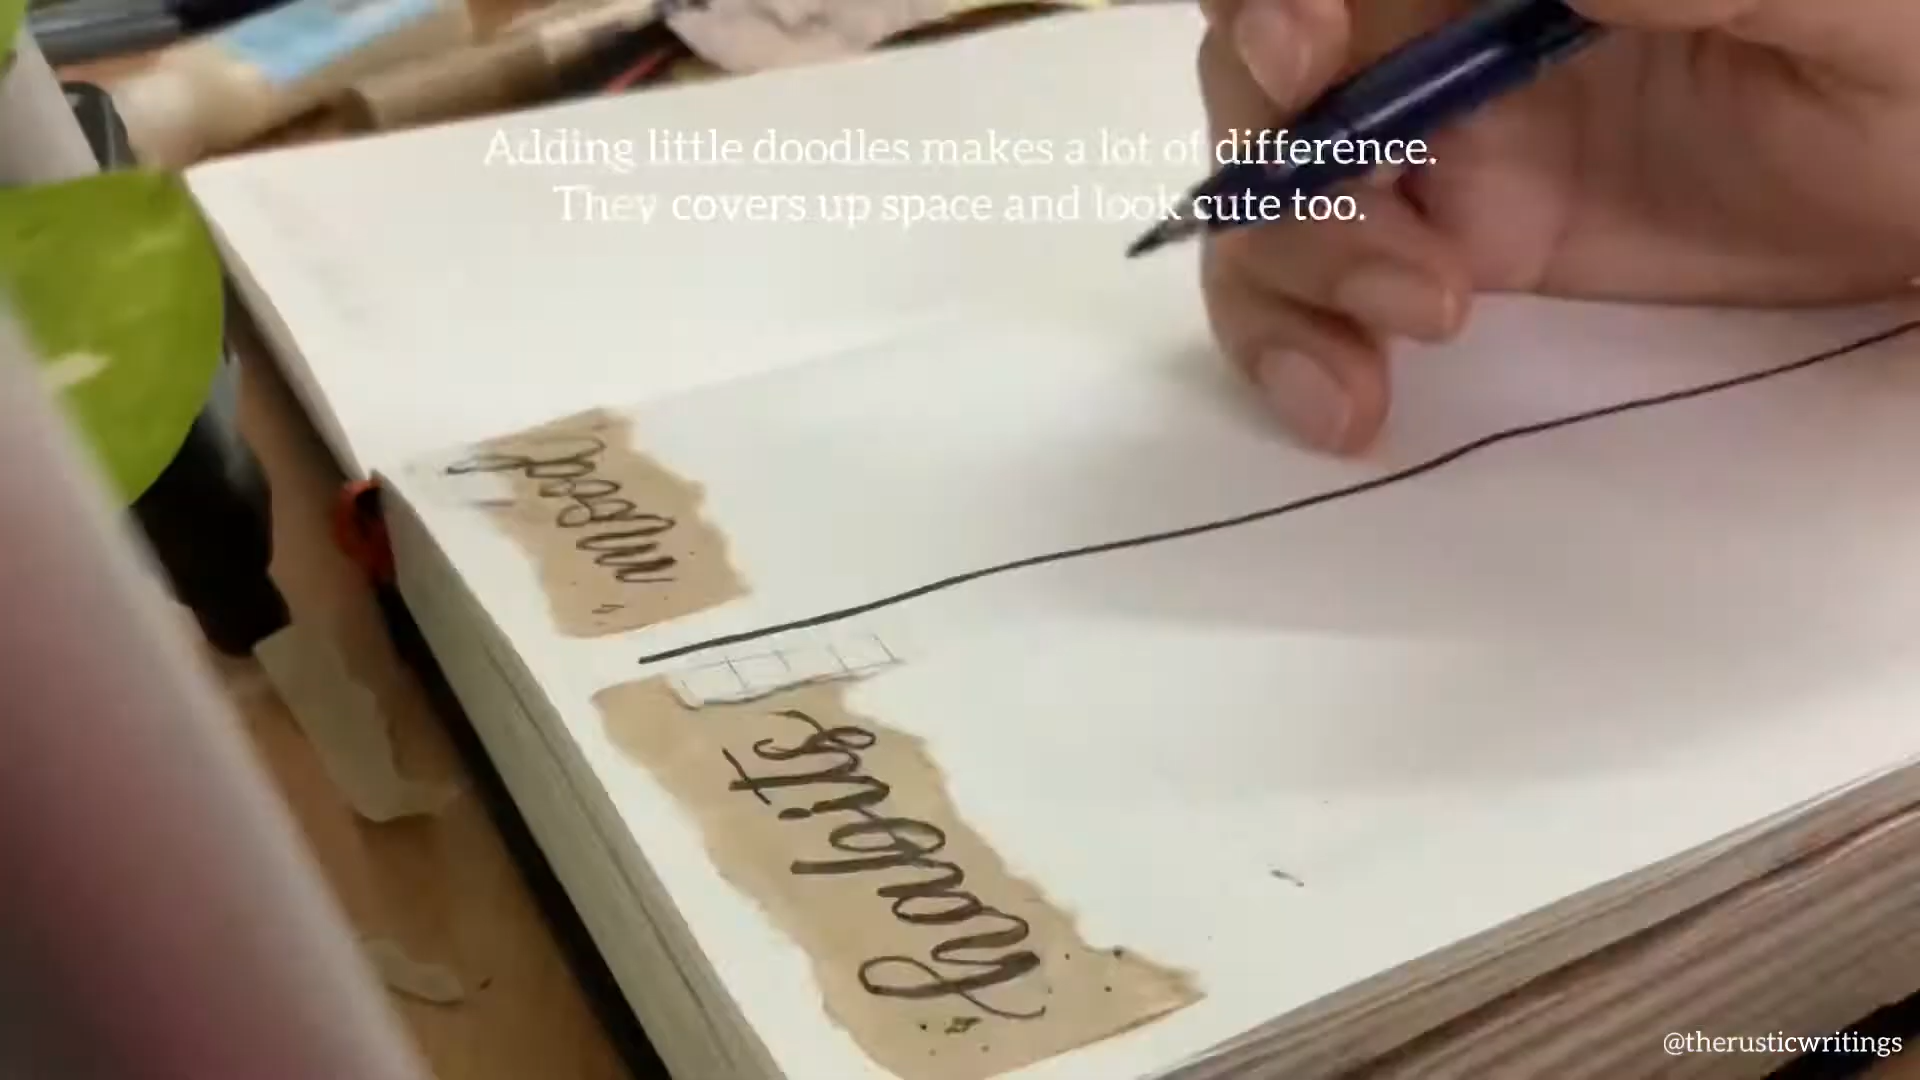 Adding little doodles makes a lot of difference.
They covers up space and look cute too.
mood
habits
@therusticwritings